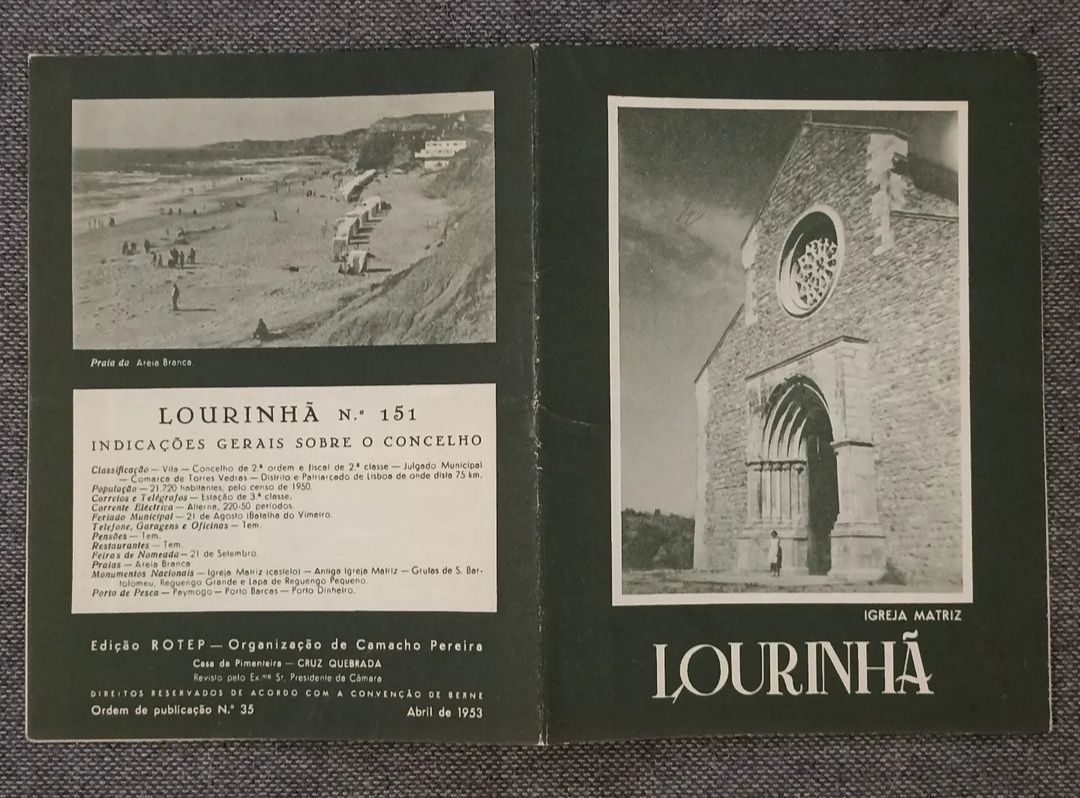 Praia da Areia Branca.
LOURINHÃ N.º 151
INDICAÇÕES GERAIS SOBRE O CONCELHO
Classificação — Vila — Concelho de 2.ª ordem e fiscal de 2.ª classe — Julgado Municipal
— Comarca de Torres Vedras — Distrito e Patriarcado de Lisboa de onde dista 75 km.
População — 21.720 habitantes, pelo censo de 1950.
Correios e Telégrafos — Estação de 3.ª classe.
Corrente Eléctrica — Alterna, 220-50 períodos.
Feriado Municipal — 21 de Agosto (Batalha do Vimeiro.
Telefone, Garagens e Oficinas — Tem.
Pensões — Tem.
Restaurantes — Tem.
Feiras de Nomeada — 21 de Setembro.
Praias — Areia Branca
Monumentos Nacionais — Igreja Matriz (castelo) — Antiga Igreja Matriz — Grutas de S. Bar-
tolomeu, Reguengo Grande e Lapa de Reguengo Pequeno.
Porto de Pesca — Paymogo — Porto Barcas — Porto Dinheiro.
Edição ROTEP — Organização de Camacho Pereira
Casa da Pimenteira — CRUZ QUEBRADA
Revisto pelo Ex.mo Sr. Presidente da Câmara
DIREITOS RESERVADOS DE ACORDO COM A CONVENÇÃO DE BERNE
Ordem de publicação N.º 35 Abril de 1953
IGREJA MATRIZ
LOURINHÃ